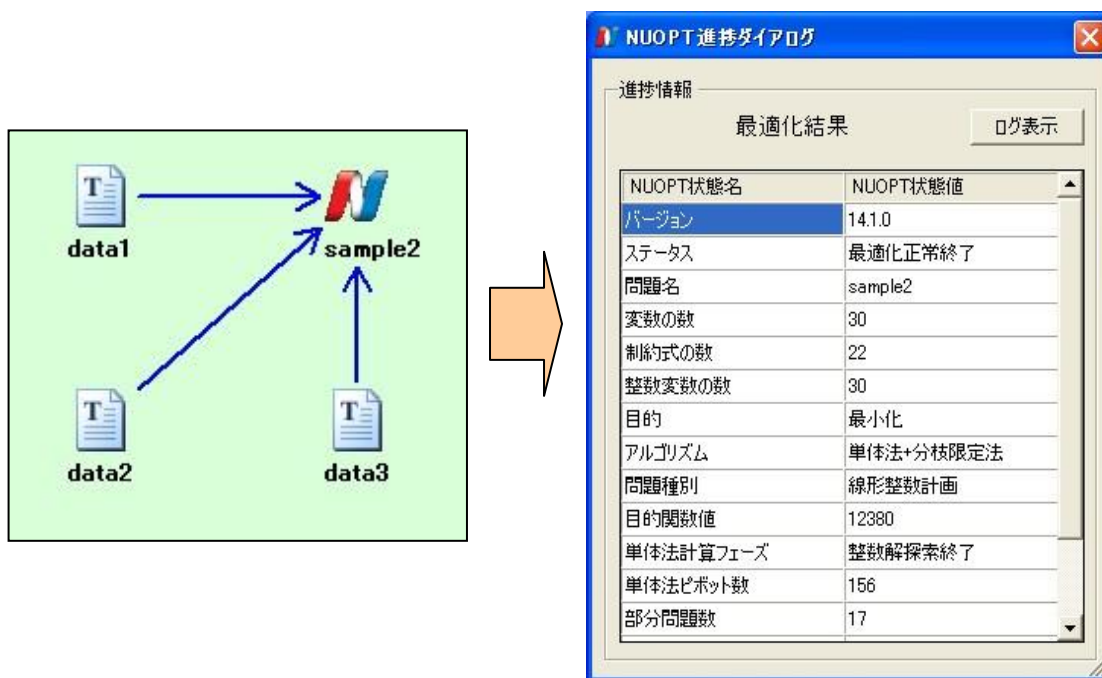 data1
sample2
data2
data3
NUOPT進捗ダイアログ
進捗情報
最適化結果
ログ表示
NUOPT状態名 NUOPT状態値
バージョン 14.1.0
ステータス 最適化正常終了
問題名 sample2
変数の数 30
制約式の数 22
整数変数の数 30
目的 最小化
アルゴリズム 単体法+分枝限定法
問題種別 線形整数計画
目的関数値 12380
単体法計算フェーズ 整数解探索終了
単体法ピボット数 156
部分問題数 17